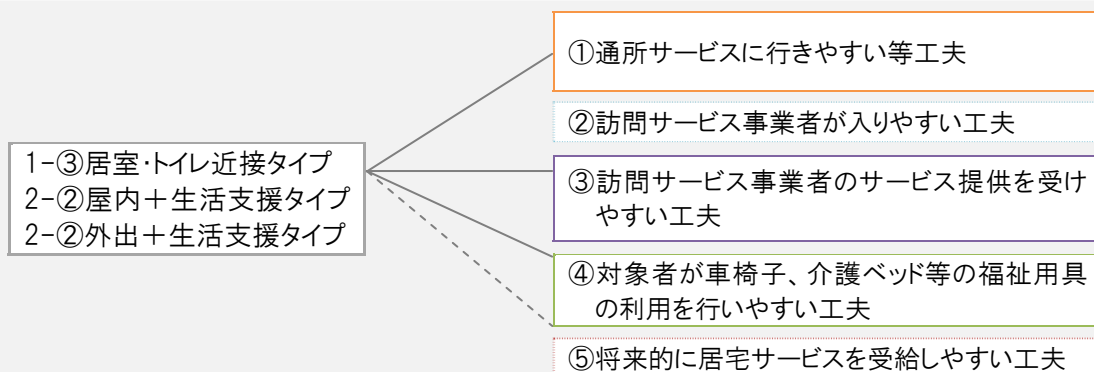 1-③居室・トイレ近接タイプ
2-②屋内＋生活支援タイプ
2-②外出＋生活支援タイプ
①通所サービスに行きやすい等工夫
②訪問サービス事業者が入りやすい工夫
③訪問サービス事業者のサービス提供を受け
やすい工夫
④対象者が車椅子、介護ベッド等の福祉用具
の利用を行いやすい工夫
⑤将来的に居宅サービスを受給しやすい工夫